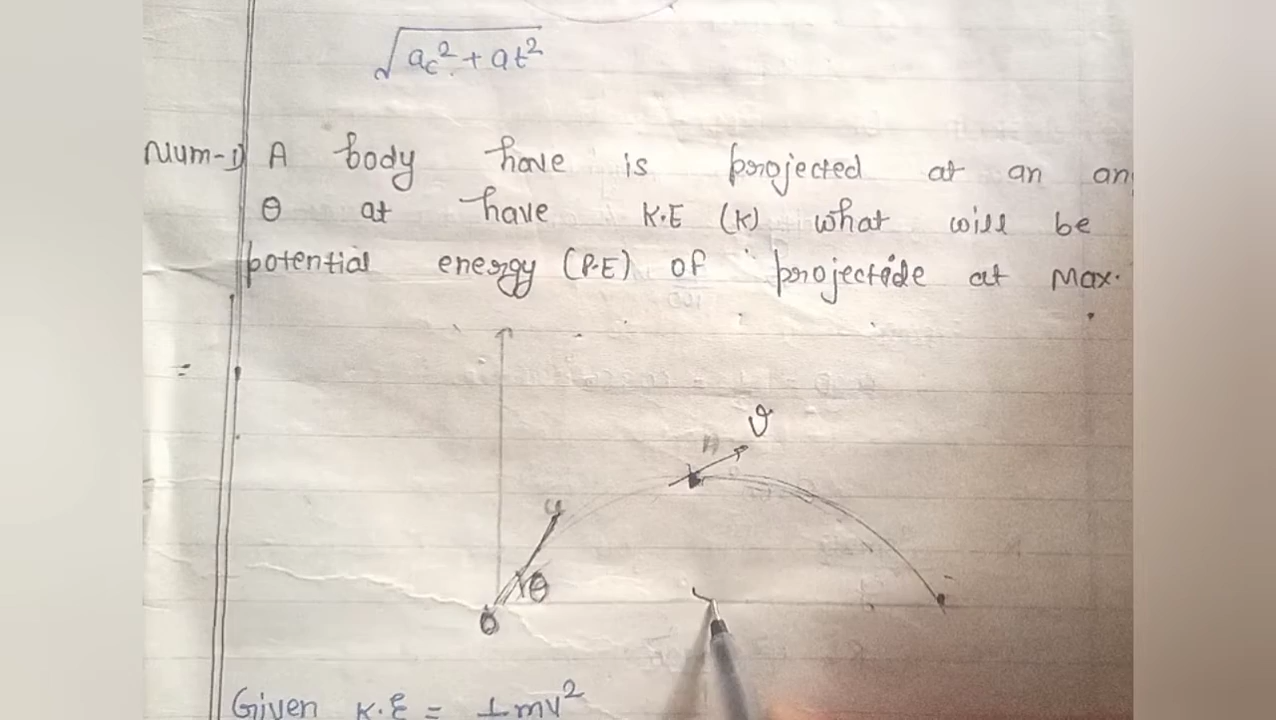 √ac² + at²
Num-1) A body have is projected at an an
θ at have K.E (K) what will be
potential energy (P.E) of projectide at Max.
=
v
u
θ
O
Given K.E = ½mv²